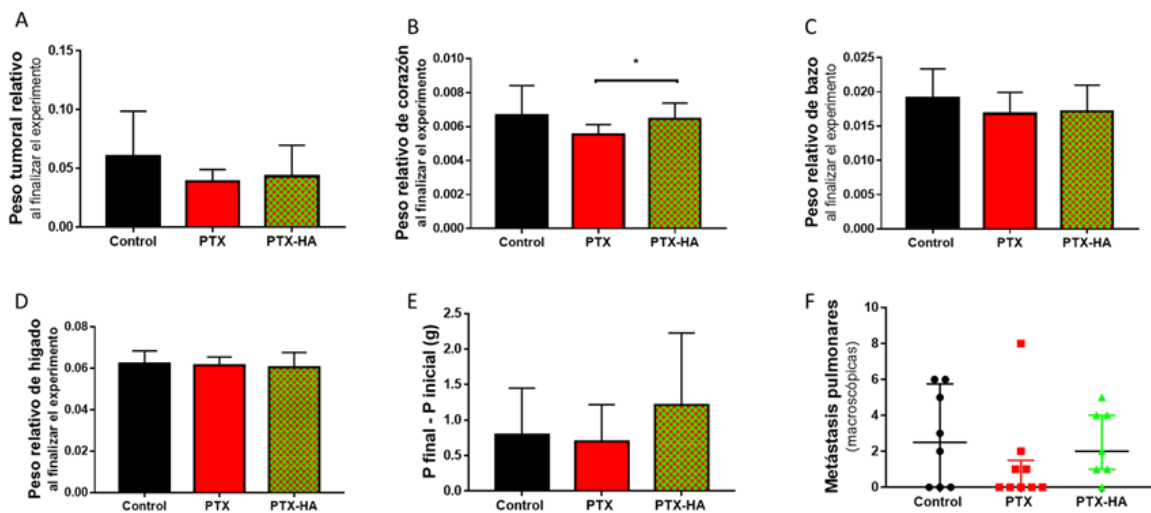 A
Peso tumoral relativo
al finalizar el experimento
0.15
0.10
0.05
0.00
Control
PTX
PTX-HA
B
Peso relativo de corazón
al finalizar el experimento
0.010
0.008
0.006
0.004
0.002
0.000
*
Control
PTX
PTX-HA
C
Peso relativo de bazo
al finalizar el experimento
0.025
0.020
0.015
0.010
0.005
0.000
Control
PTX
PTX-HA
D
Peso relativo de hígado
al finalizar el experimento
0.08
0.06
0.04
0.02
0.00
Control
PTX
PTX-HA
E
P final - P inicial (g)
2.5
2.0
1.5
1.0
0.5
0.0
Control
PTX
PTX-HA
F
Metástasis pulmonares
(macroscópicas)
10
8
6
4
2
0
Control
PTX
PTX-HA